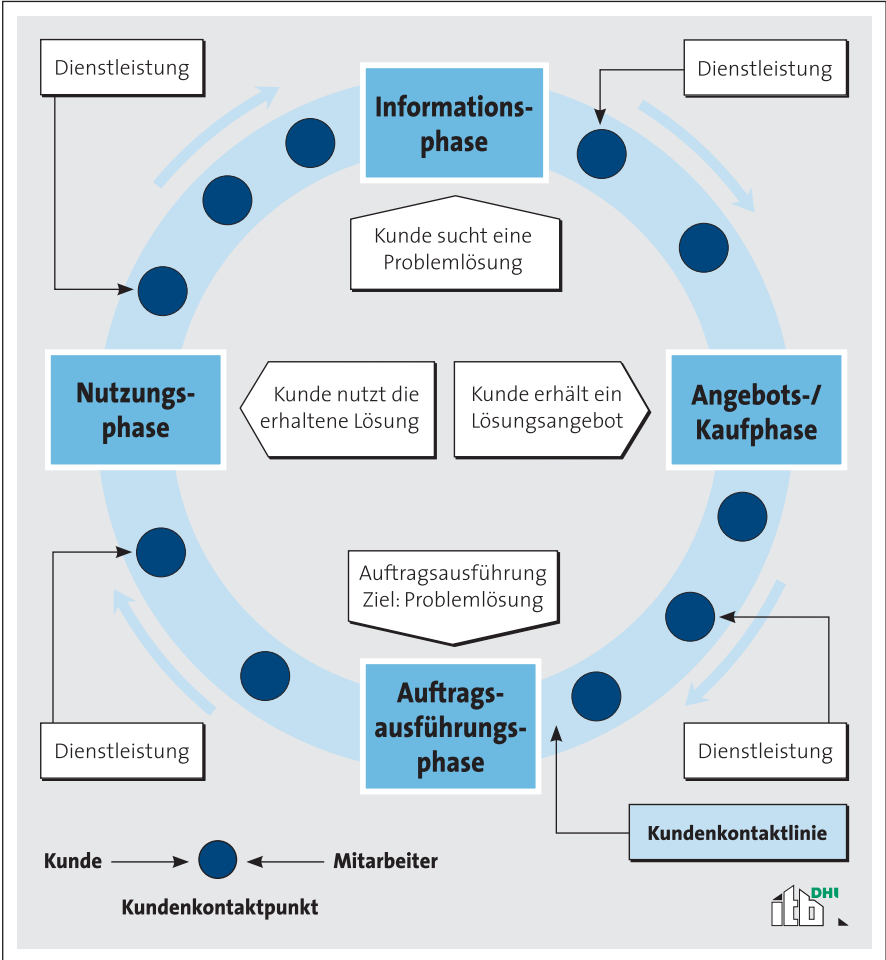 Dienstleistung
Dienstleistung
Informations-
phase
Kunde sucht eine
Problemlösung
Nutzungs-
phase
Kunde nutzt die
erhaltene Lösung
Kunde erhält ein
Lösungsangebot
Angebots-/
Kaufphase
Auftragsausführung
Ziel: Problemlösung
Auftrags-
ausführungs-
phase
Dienstleistung
Dienstleistung
Kundenkontaktlinie
Kunde
Mitarbeiter
Kundenkontaktpunkt
itb
DHI